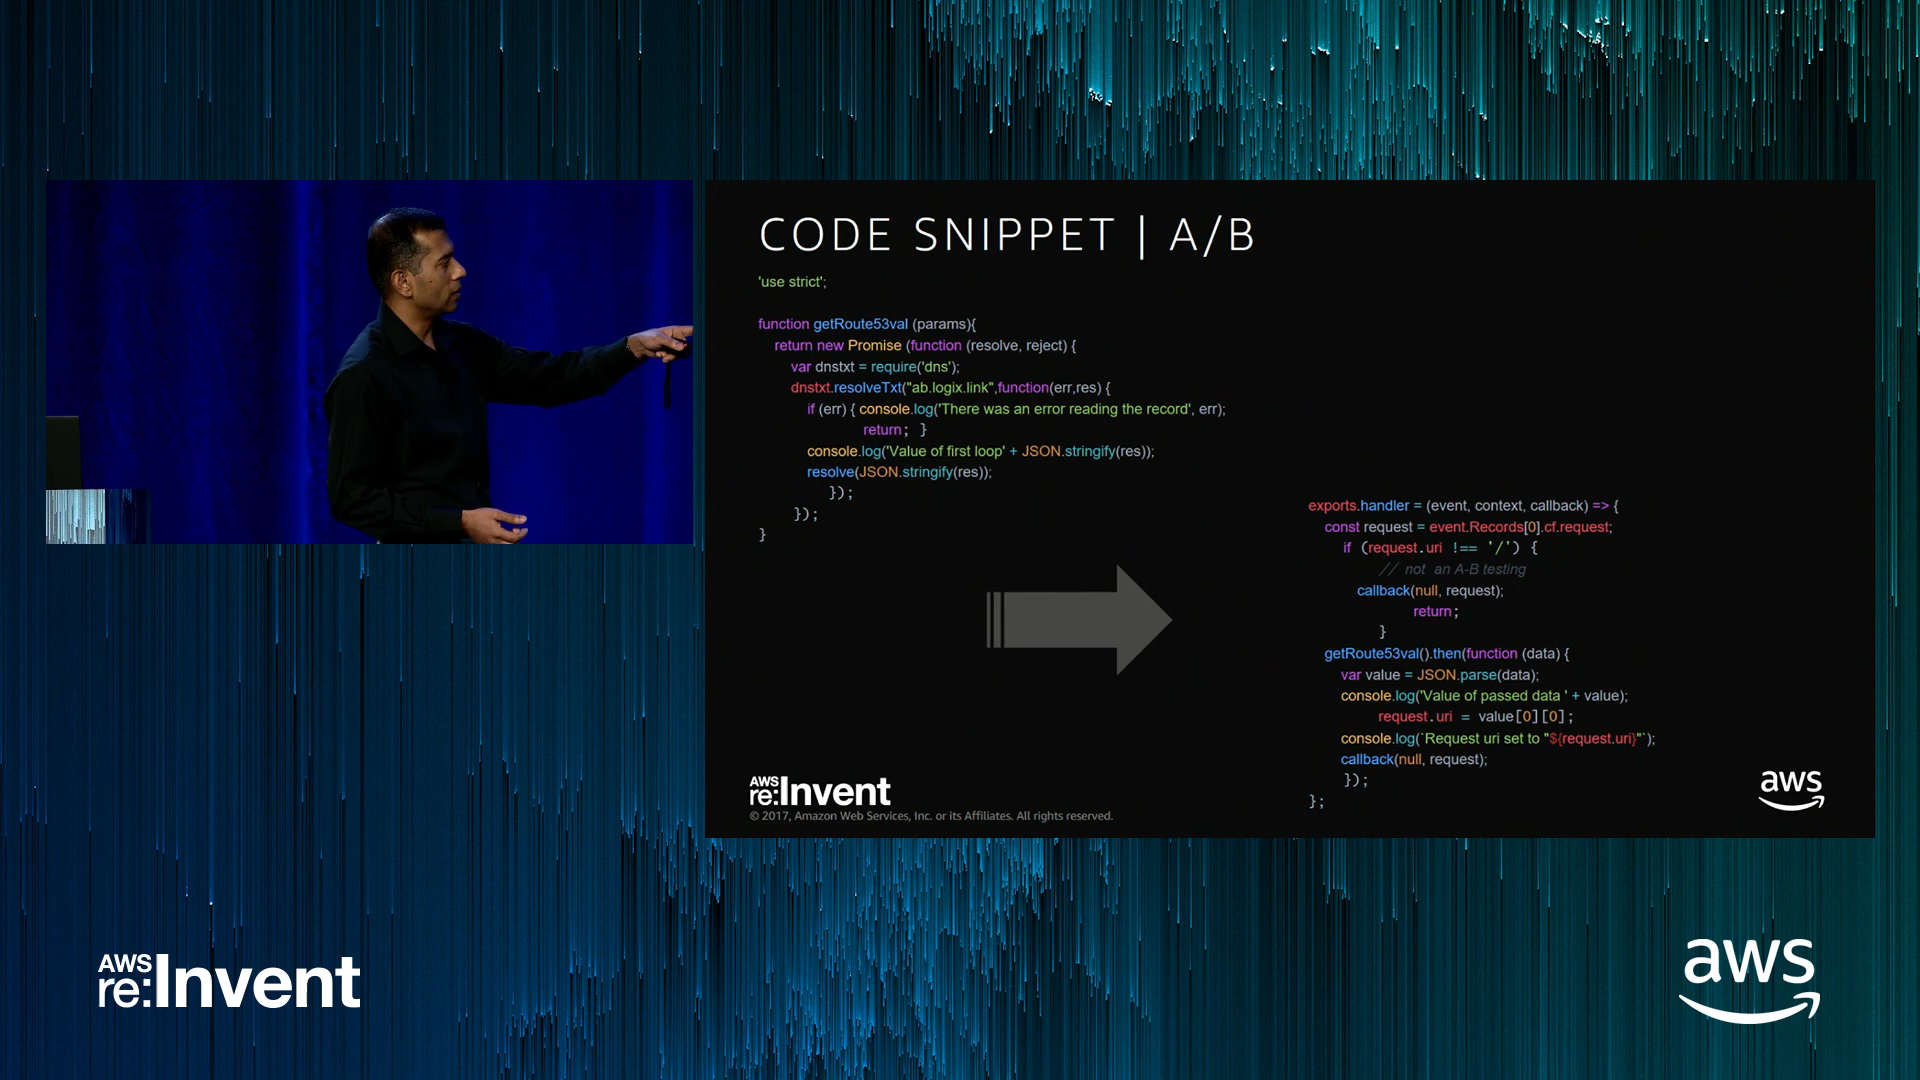 CODE SNIPPET | A/B
'use strict';
function getRoute53val (params){
return new Promise (function (resolve, reject) {
var dnstxt = require('dns');
dnstxt.resolveTxt("ab.logix.link",function(err,res) {
if (err) { console.log('There was an error reading the record', err);
return; }
console.log('Value of first loop' + JSON.stringify(res));
resolve(JSON.stringify(res));
});
});
}
exports.handler = (event, context, callback) => {
const request = event.Records[0].cf.request;
if (request.uri !== '/') {
// not an A-B testing
callback(null, request);
return;
}
getRoute53val().then(function (data) {
var value = JSON.parse(data);
console.log('Value of passed data ' + value);
request.uri = value[0][0];
console.log(`Request uri set to "${request.uri}"`);
callback(null, request);
});
};
AWS
re:Invent
© 2017, Amazon Web Services, Inc. or its Affiliates. All rights reserved.
aws
AWS
re:Invent
aws